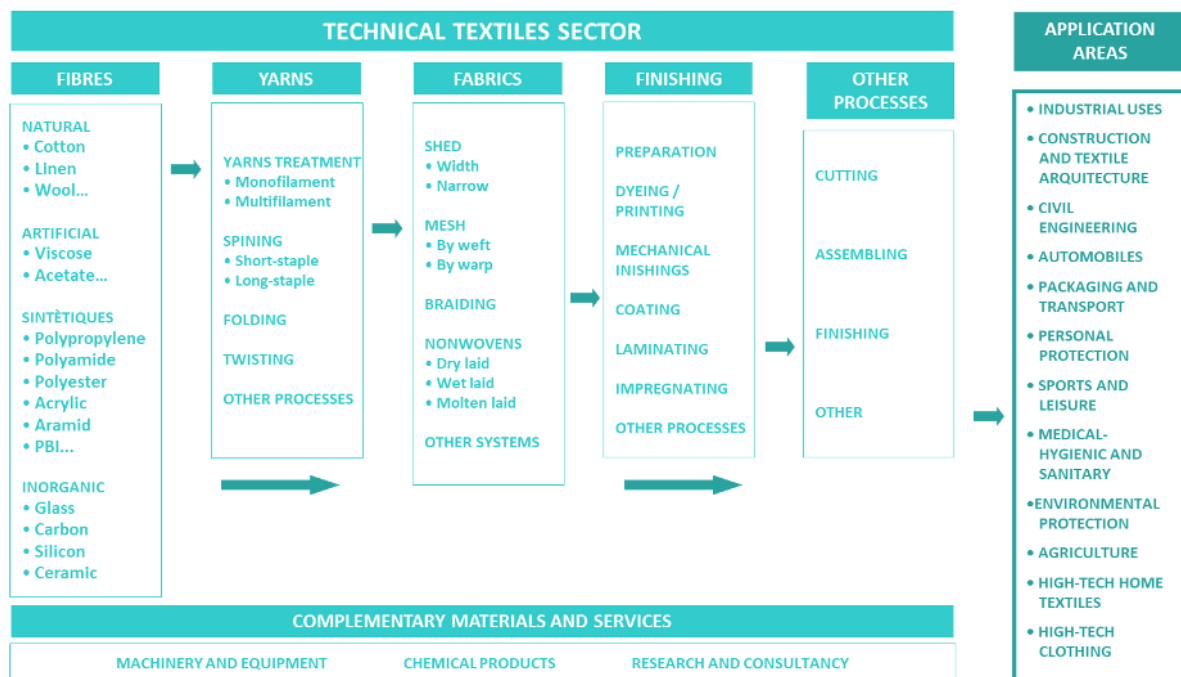 TECHNICAL TEXTILES SECTOR
FIBRES
NATURAL
• Cotton
• Linen
• Wool...
ARTIFICIAL
• Viscose
• Acetate...
SINTÈTIQUES
• Polypropylene
• Polyamide
• Polyester
• Acrylic
• Aramid
• PBI...
INORGANIC
• Glass
• Carbon
• Silicon
• Ceramic
YARNS
YARNS TREATMENT
• Monofilament
• Multifilament
SPINING
• Short-staple
• Long-staple
FOLDING
TWISTING
OTHER PROCESSES
FABRICS
SHED
• Width
• Narrow
MESH
• By weft
• By warp
BRAIDING
NONWOVENS
• Dry laid
• Wet laid
• Molten laid
OTHER SYSTEMS
FINISHING
PREPARATION
DYEING /
PRINTING
MECHANICAL
INISHINGS
COATING
LAMINATING
IMPREGNATING
OTHER PROCESSES
OTHER
PROCESSES
CUTTING
ASSEMBLING
FINISHING
OTHER
APPLICATION
AREAS
• INDUSTRIAL USES
• CONSTRUCTION
AND TEXTILE
ARQUITECTURE
• CIVIL
ENGINEERING
• AUTOMOBILES
• PACKAGING AND
TRANSPORT
• PERSONAL
PROTECTION
• SPORTS AND
LEISURE
• MEDICAL-
HYGIENIC AND
SANITARY
•ENVIRONMENTAL
PROTECTION
• AGRICULTURE
• HIGH-TECH HOME
TEXTILES
• HIGH-TECH
CLOTHING
COMPLEMENTARY MATERIALS AND SERVICES
MACHINERY AND EQUIPMENT
CHEMICAL PRODUCTS
RESEARCH AND CONSULTANCY